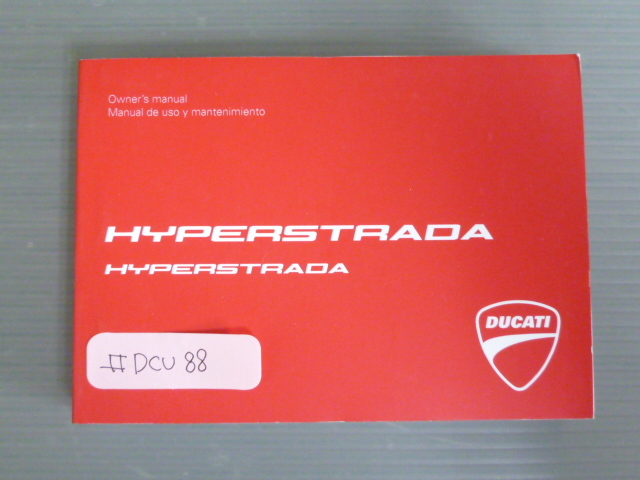 Owner's manual
Manual de uso y mantenimiento
HYPERSTRADA
HYPERSTRADA
DUCATI
#DCU 88